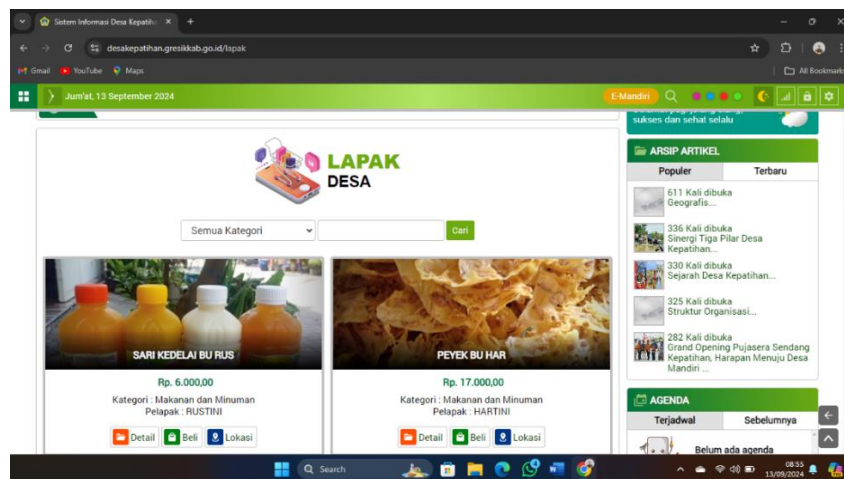 Sistem Informasi Desa Kepatih
desakepatihan.gresikkab.go.id/lapak
Gmail
YouTube
Maps
All Bookmarks
Jum'at, 13 September 2024
E-Mandiri
sukses dan sehat selalu
LAPAK
DESA
Semua Kategori
Cari
SARI KEDELAI BU RUS
Rp. 6.000,00
Kategori : Makanan dan Minuman
Pelapak : RUSTINI
Detail
Beli
Lokasi
PEYEK BU HAR
Rp. 17.000,00
Kategori : Makanan dan Minuman
Pelapak : HARTINI
Detail
Beli
Lokasi
ARSIP ARTIKEL
Populer
Terbaru
611 Kali dibuka
Geografis...
336 Kali dibuka
Sinergi Tiga Pilar Desa
Kepatihan...
330 Kali dibuka
Sejarah Desa Kepatihan...
325 Kali dibuka
Struktur Organisasi...
282 Kali dibuka
Grand Opening Pujasera Sendang
Kepatihan, Harapan Menuju Desa
Mandiri ...
AGENDA
Terjadwal
Sebelumnya
Belum ada agenda
Search
08:55
13/09/2024